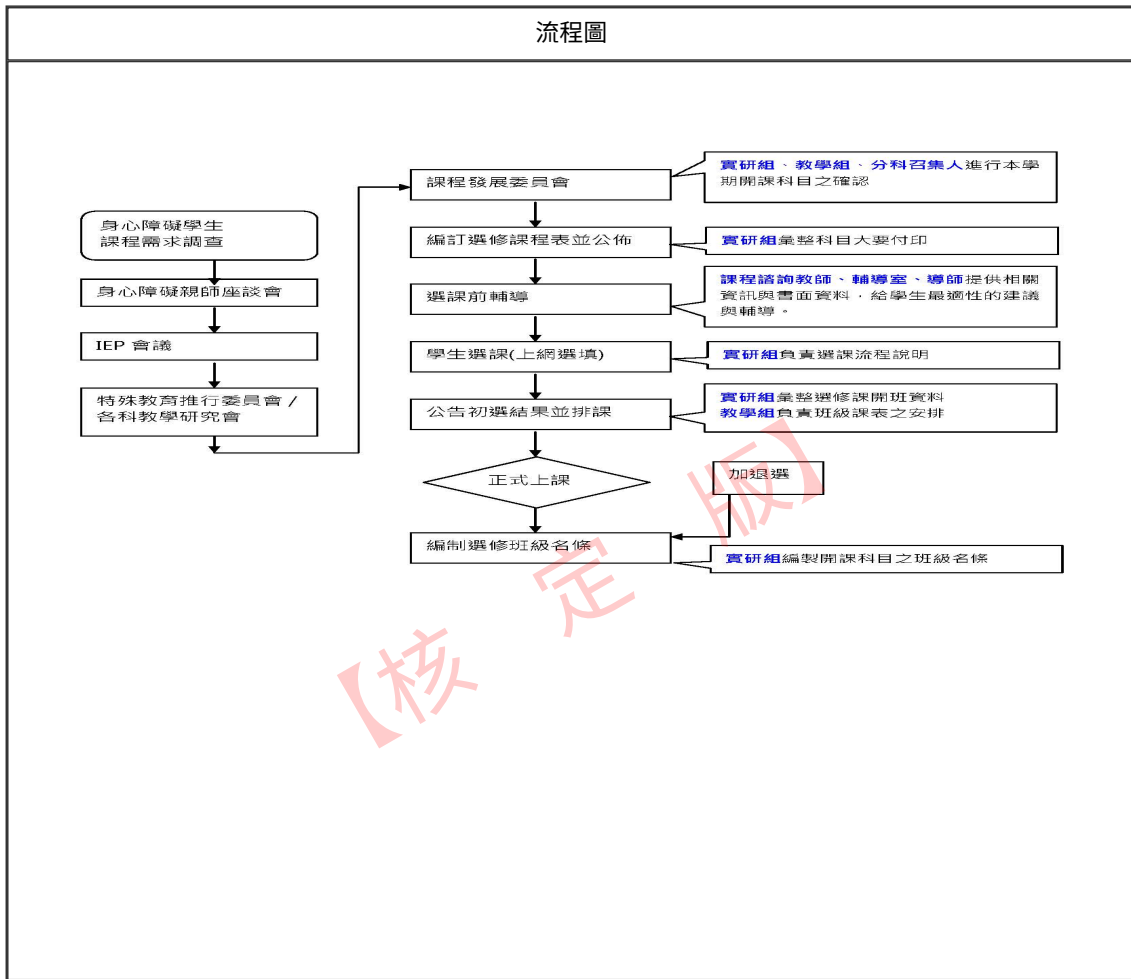 流程圖
身心障礙學生
課程需求調查
身心障礙親師座談會
IEP 會議
特殊教育推行委員會 /
各科教學研究會
課程發展委員會
實研組、教學組、分科召集人進行本學
期開課科目之確認
編訂選修課程表並公佈
實研組彙整科目大要付印
選課前輔導
課程諮詢教師、輔導室、導師提供相關
資訊與書面資料，給學生最適性的建議
與輔導。
學生選課(上網選填)
實研組負責選課流程說明
公告初選結果並排課
實研組彙整選修課開班資料
教學組負責班級課表之安排
正式上課
加退選
編制選修班級名條
實研組編製開課科目之班級名條
【核定版】